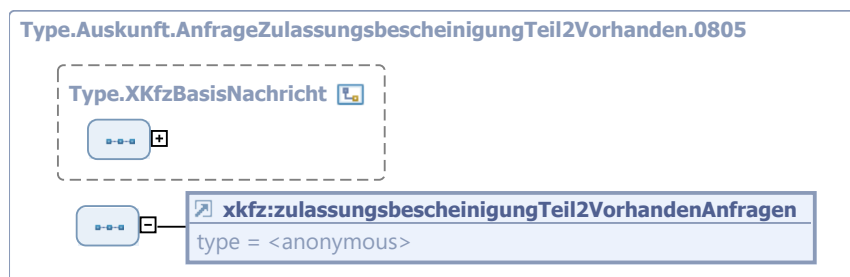 Type.Auskunft.AnfrageZulassungsbescheinigungTeil2Vorhanden.0805
Type.XKfzBasisNachricht
xkfz:zulassungsbescheinigungTeil2VorhandenAnfragen
type = <anonymous>